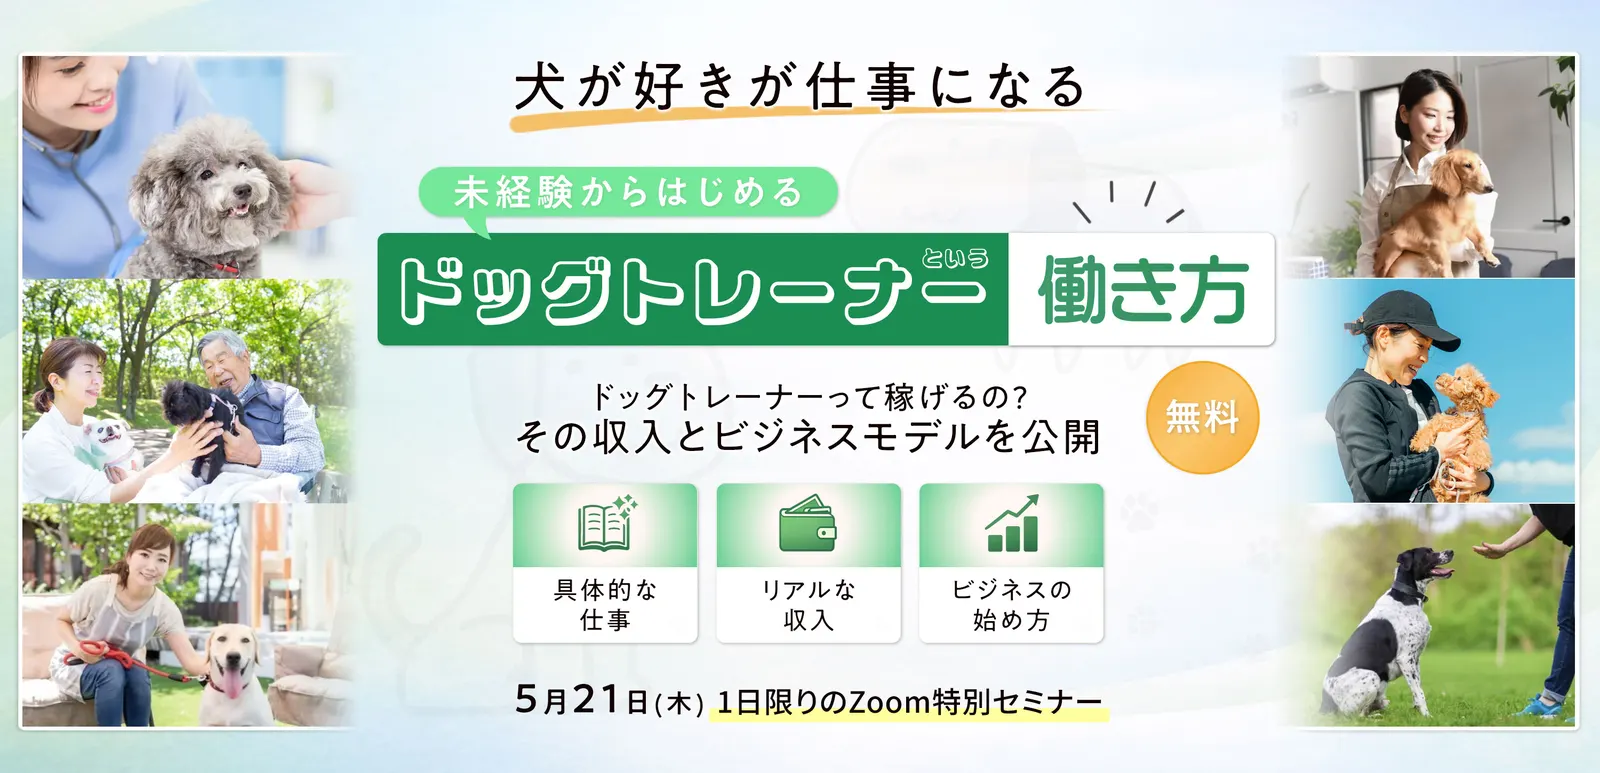 犬が好きが仕事になる
未経験からはじめる
ドッグトレーナーという
働き方
ドッグトレーナーって稼げるの?
その収入とビジネスモデルを公開
無料
具体的な
仕事
リアルな
収入
ビジネスの
始め方
5月21日(木) 1日限りのZoom特別セミナー